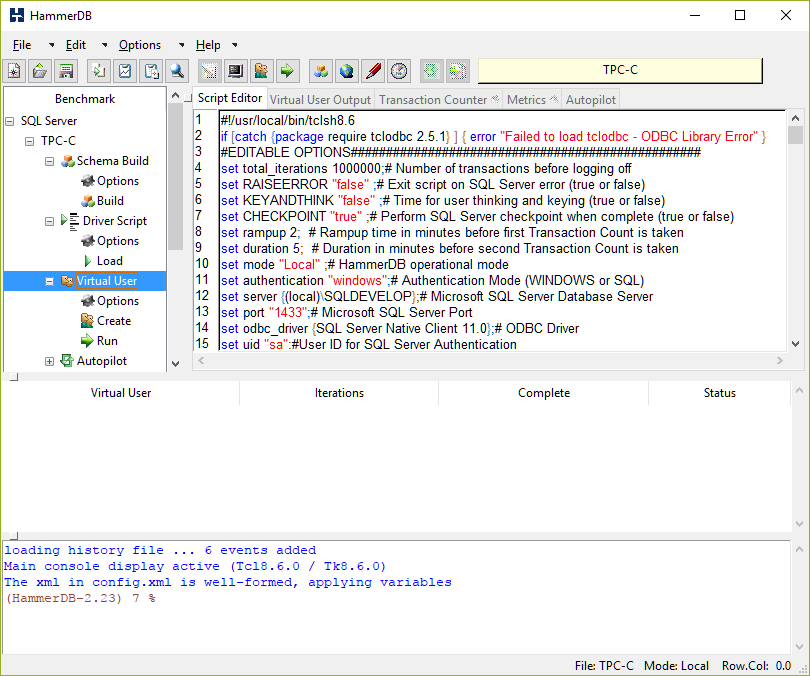 HammerDB
File Edit Options Help
TPC-C
Benchmark
SQL Server
TPC-C
Schema Build
Options
Build
Driver Script
Options
Load
Virtual User
Options
Create
Run
Autopilot
Script Editor Virtual User Output Transaction Counter Metrics Autopilot
1 #!/usr/local/bin/tclsh8.6
2 if [catch {package require tclodbc 2.5.1} ] { error "Failed to load tclodbc - ODBC Library Error" }
3 #EDITABLE OPTIONS##################################################
4 set total_iterations 1000000;# Number of transactions before logging off
5 set RAISEERROR "false" ;# Exit script on SQL Server error (true or false)
6 set KEYANDTHINK "false" ;# Time for user thinking and keying (true or false)
7 set CHECKPOINT "true" ;# Perform SQL Server checkpoint when complete (true or false)
8 set rampup 2;  # Rampup time in minutes before first Transaction Count is taken
9 set duration 5;  # Duration in minutes before second Transaction Count is taken
10 set mode "Local" ;# HammerDB operational mode
11 set authentication "windows";# Authentication Mode (WINDOWS or SQL)
12 set server {(local)\SQLDEVELOP};# Microsoft SQL Server Database Server
13 set port "1433";# Microsoft SQL Server Port
14 set odbc_driver {SQL Server Native Client 11.0};# ODBC Driver
15 set uid "sa";#User ID for SQL Server Authentication
Virtual User Iterations Complete Status
loading history file ... 6 events added
Main console display active (Tcl8.6.0 / Tk8.6.0)
The xml in config.xml is well-formed, applying variables
(HammerDB-2.23) 7 %
File: TPC-C Mode: Local Row.Col: 0.0